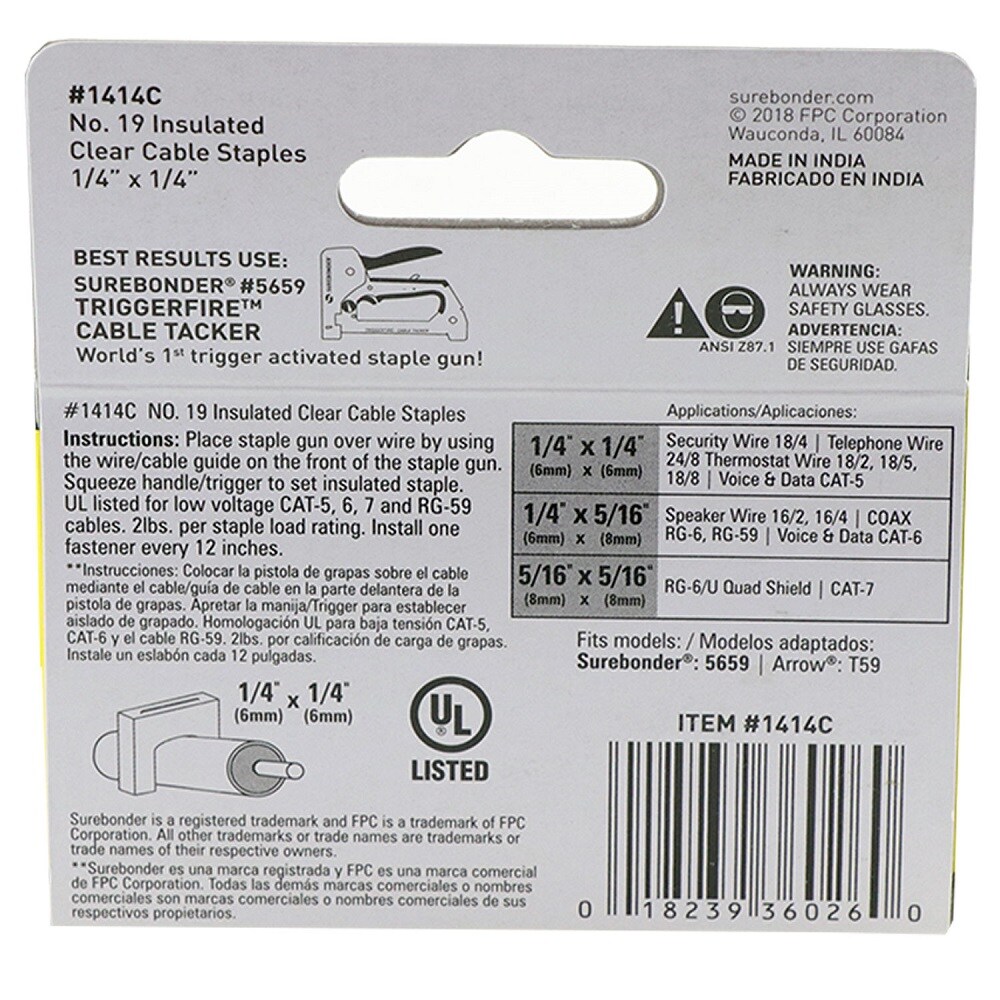 #1414C
No. 19 Insulated
Clear Cable Staples
1/4" x 1/4"
surebonder.com
© 2018 FPC Corporation
Wauconda, IL 60084
MADE IN INDIA
FABRICADO EN INDIA
BEST RESULTS USE:
SUREBONDER® #5659
TRIGGERFIRE™
CABLE TACKER
World's 1st trigger activated staple gun!
SUREBONDER
TRIGGERFIRE CABLE TACKER
ANSI Z87.1
WARNING:
ALWAYS WEAR
SAFETY GLASSES.
ADVERTENCIA:
SIEMPRE USE GAFAS
DE SEGURIDAD.
#1414C NO. 19 Insulated Clear Cable Staples
Instructions: Place staple gun over wire by using
the wire/cable guide on the front of the staple gun.
Squeeze handle/trigger to set insulated staple.
UL listed for low voltage CAT-5, 6, 7 and RG-59
cables. 2lbs. per staple load rating. Install one
fastener every 12 inches.
**Instrucciones: Colocar la pistola de grapas sobre el cable
mediante el cable/guía de cable en la parte delantera de la
pistola de grapas. Apretar la manija/Trigger para establecer
aislado de grapado. Homologación UL para baja tensión CAT-5,
CAT-6 y el cable RG-59. 2lbs. por calificación de carga de grapas.
Instale un eslabón cada 12 pulgadas.
Applications/Aplicaciones:
1/4" x 1/4"
(6mm) x (6mm)
Security Wire 18/4 | Telephone Wire
24/8 Thermostat Wire 18/2, 18/5,
18/8 | Voice & Data CAT-5
1/4" x 5/16"
(6mm) x (8mm)
Speaker Wire 16/2, 16/4 | COAX
RG-6, RG-59 | Voice & Data CAT-6
5/16" x 5/16"
(8mm) x (8mm)
RG-6/U Quad Shield | CAT-7
Fits models: / Modelos adaptados:
Surebonder®: 5659 | Arrow®: T59
1/4" x 1/4"
(6mm) (6mm)
UL®
LISTED
ITEM #1414C
0 18239 36026 0
Surebonder is a registered trademark and FPC is a trademark of FPC
Corporation. All other trademarks or trade names are trademarks or
trade names of their respective owners.
**Surebonder es una marca registrada y FPC es una marca comercial
de FPC Corporation. Todas las demás marcas comerciales o nombres
comerciales son marcas comerciales o nombres comerciales de sus
respectivos propietarios.